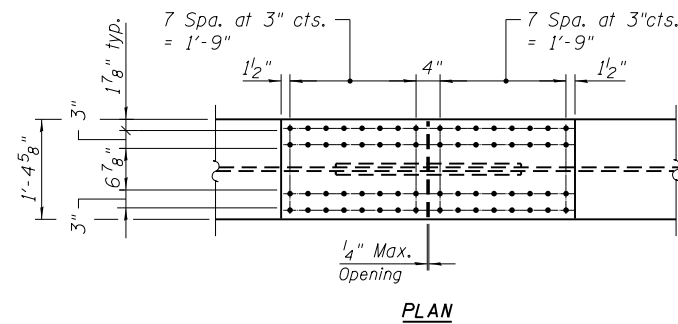 7 Spa. at 3" cts.
= 1'-9"
7 Spa. at 3"cts.
= 1'-9"
1 7/8" typ.
1 1/2"
4"
1 1/2"
3"
1'-4 5/8"
6 7/8"
3"
1/4" Max.
Opening
PLAN